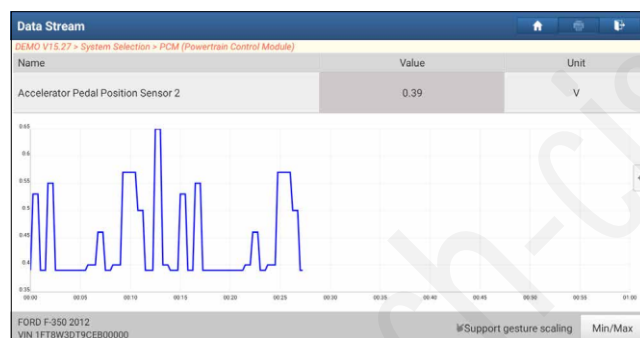 Data Stream
DEMO V15.27 > System Selection > PCM (Powertrain Control Module)
Name Value Unit
Accelerator Pedal Position Sensor 2 0.39 V
0.65
0.6
0.55
0.5
0.45
0.4
0.35
00:00 00:05 00:10 00:15 00:20 00:25 00:30 00:35 00:40 00:45 00:50 00:55 01:00
FORD F-350 2012
VIN 1FT8W3DT9CEB00000
Support gesture scaling Min/Max